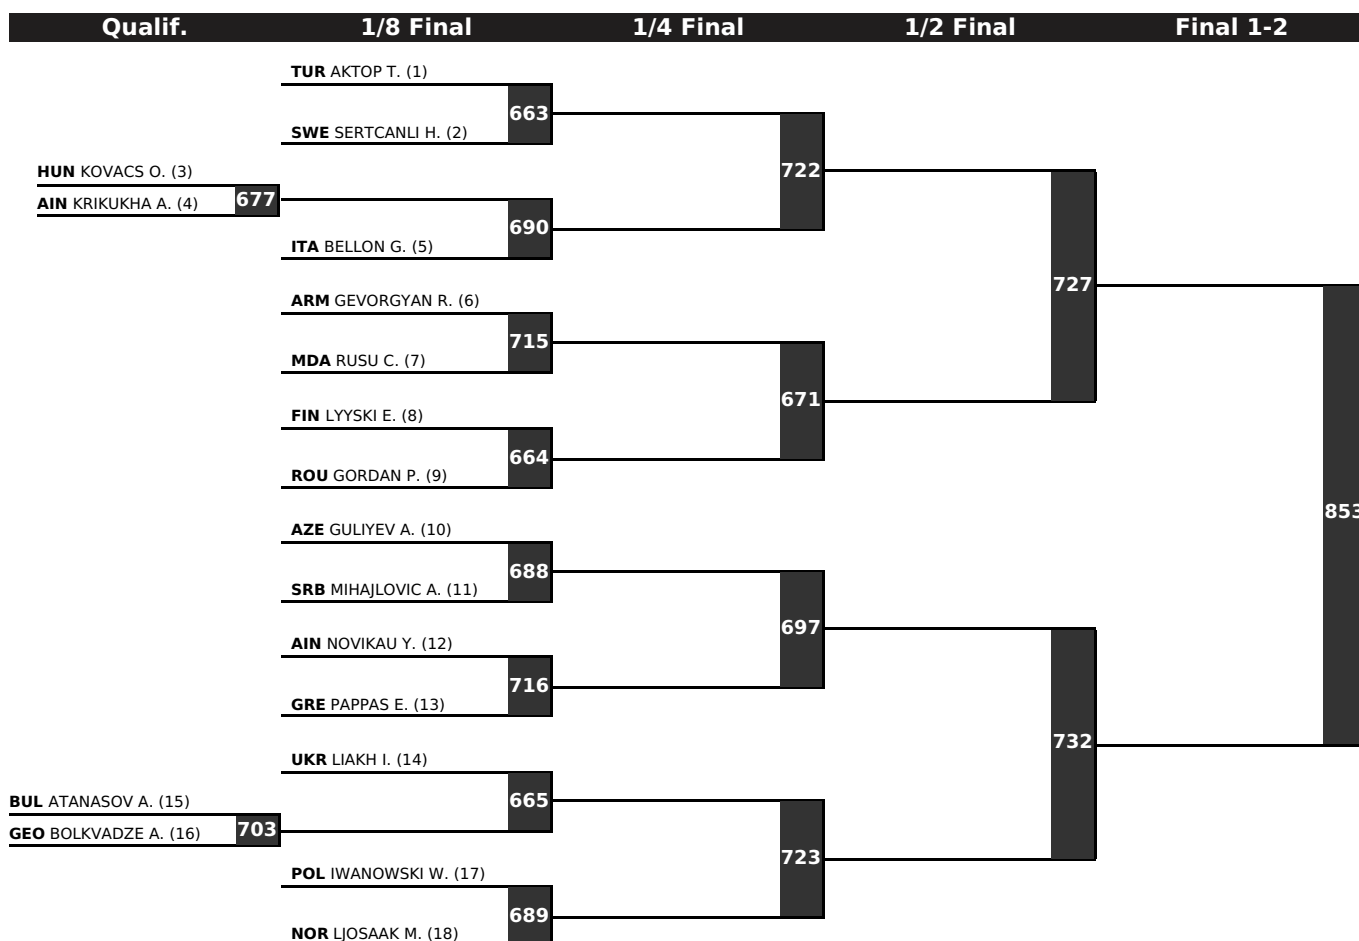 Qualif. 1/8 Final 1/4 Final 1/2 Final Final 1-2
TUR AKTOP T. (1)
663
SWE SERTCANLI H. (2)
HUN KOVACS O. (3)
722
677
AIN KRIKUKHA A. (4)
690
ITA BELLON G. (5)
727
ARM GEVORGYAN R. (6)
715
MDA RUSU C. (7)
671
FIN LYYSKI E. (8)
664
ROU GORDAN P. (9)
853
AZE GULIYEV A. (10)
688
SRB MIHAJLOVIC A. (11)
697
AIN NOVIKAU Y. (12)
716
GRE PAPPAS E. (13)
732
UKR LIAKH I. (14)
BUL ATANASOV A. (15)
665
703
GEO BOLKVADZE A. (16)
723
POL IWANOWSKI W. (17)
689
NOR LJOSAAK M. (18)